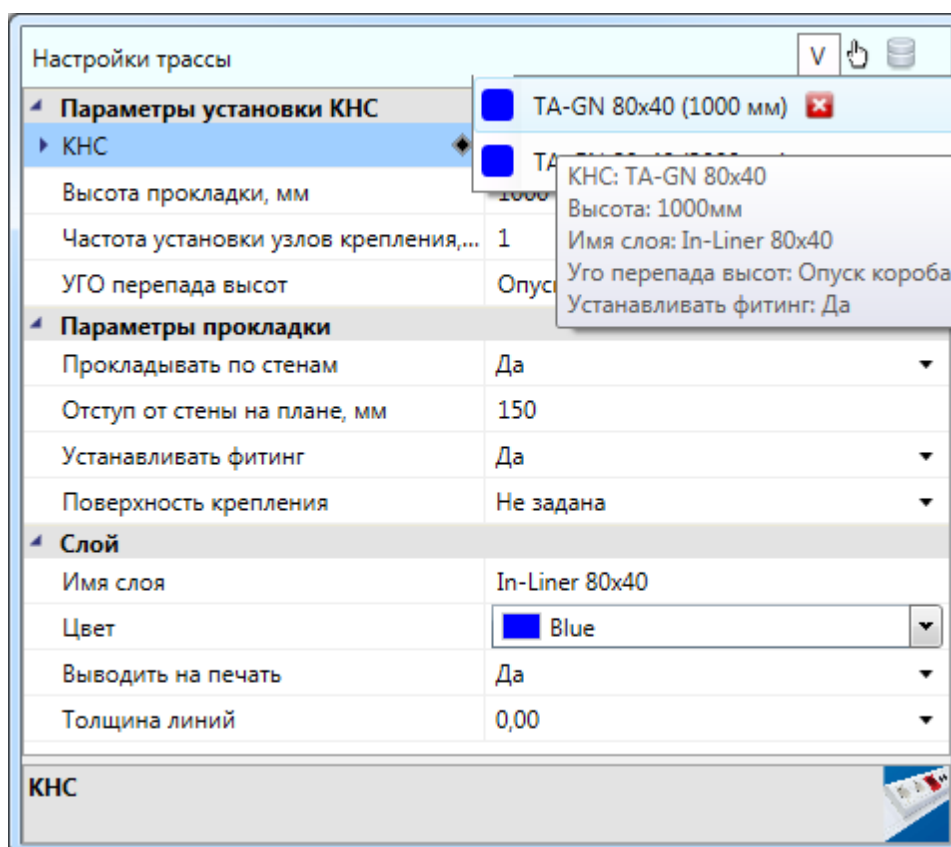 Настройки трассы V
Параметры установки КНС
TA-GN 80x40 (1000 мм)
КНС
КНС: TA-GN 80x40
Высота: 1000мм
Имя слоя: In-Liner 80x40
Уго перепада высот: Опуск короба
Устанавливать фитинг: Да
Высота прокладки, мм 1000
Частота установки узлов крепления,... 1
УГО перепада высот
Параметры прокладки
Прокладывать по стенам Да
Отступ от стены на плане, мм 150
Устанавливать фитинг Да
Поверхность крепления Не задана
Слой
Имя слоя In-Liner 80x40
Цвет Blue
Выводить на печать Да
Толщина линий 0,00
КНС